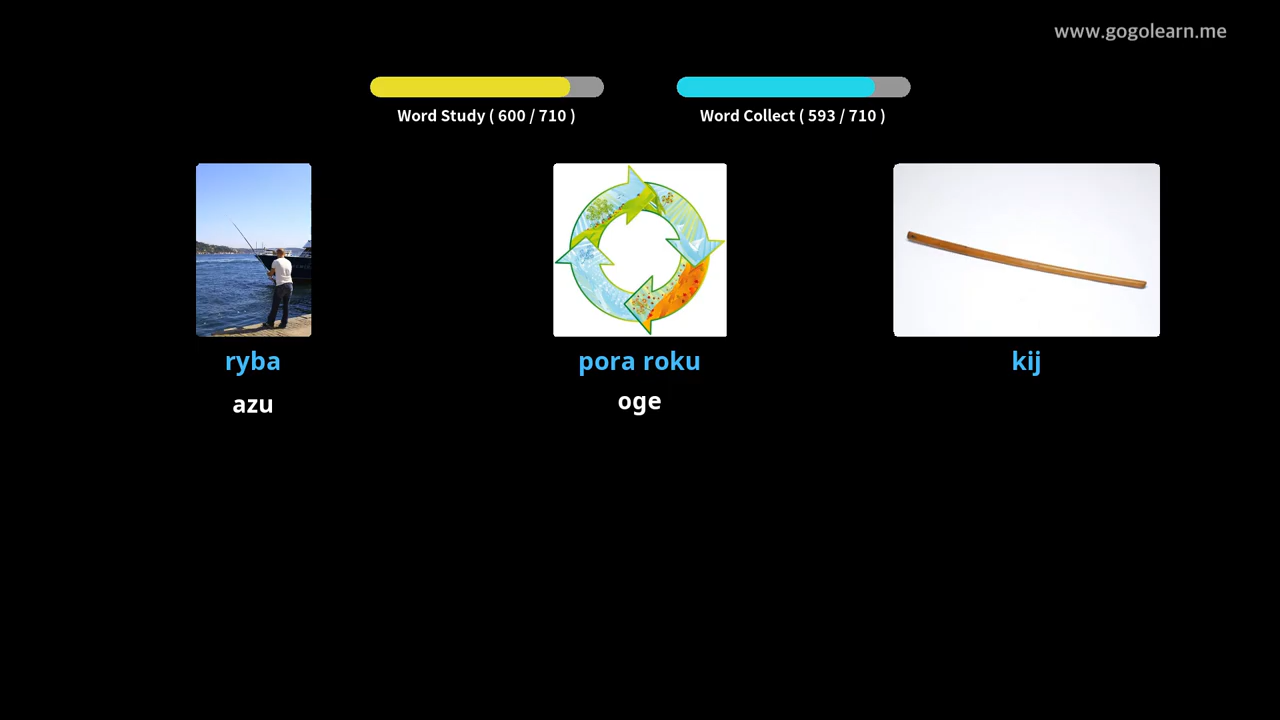 www.gogolearn.me
Word Study ( 600 / 710 )
Word Collect ( 593 / 710 )
ryba
pora roku
kij
azu
oge